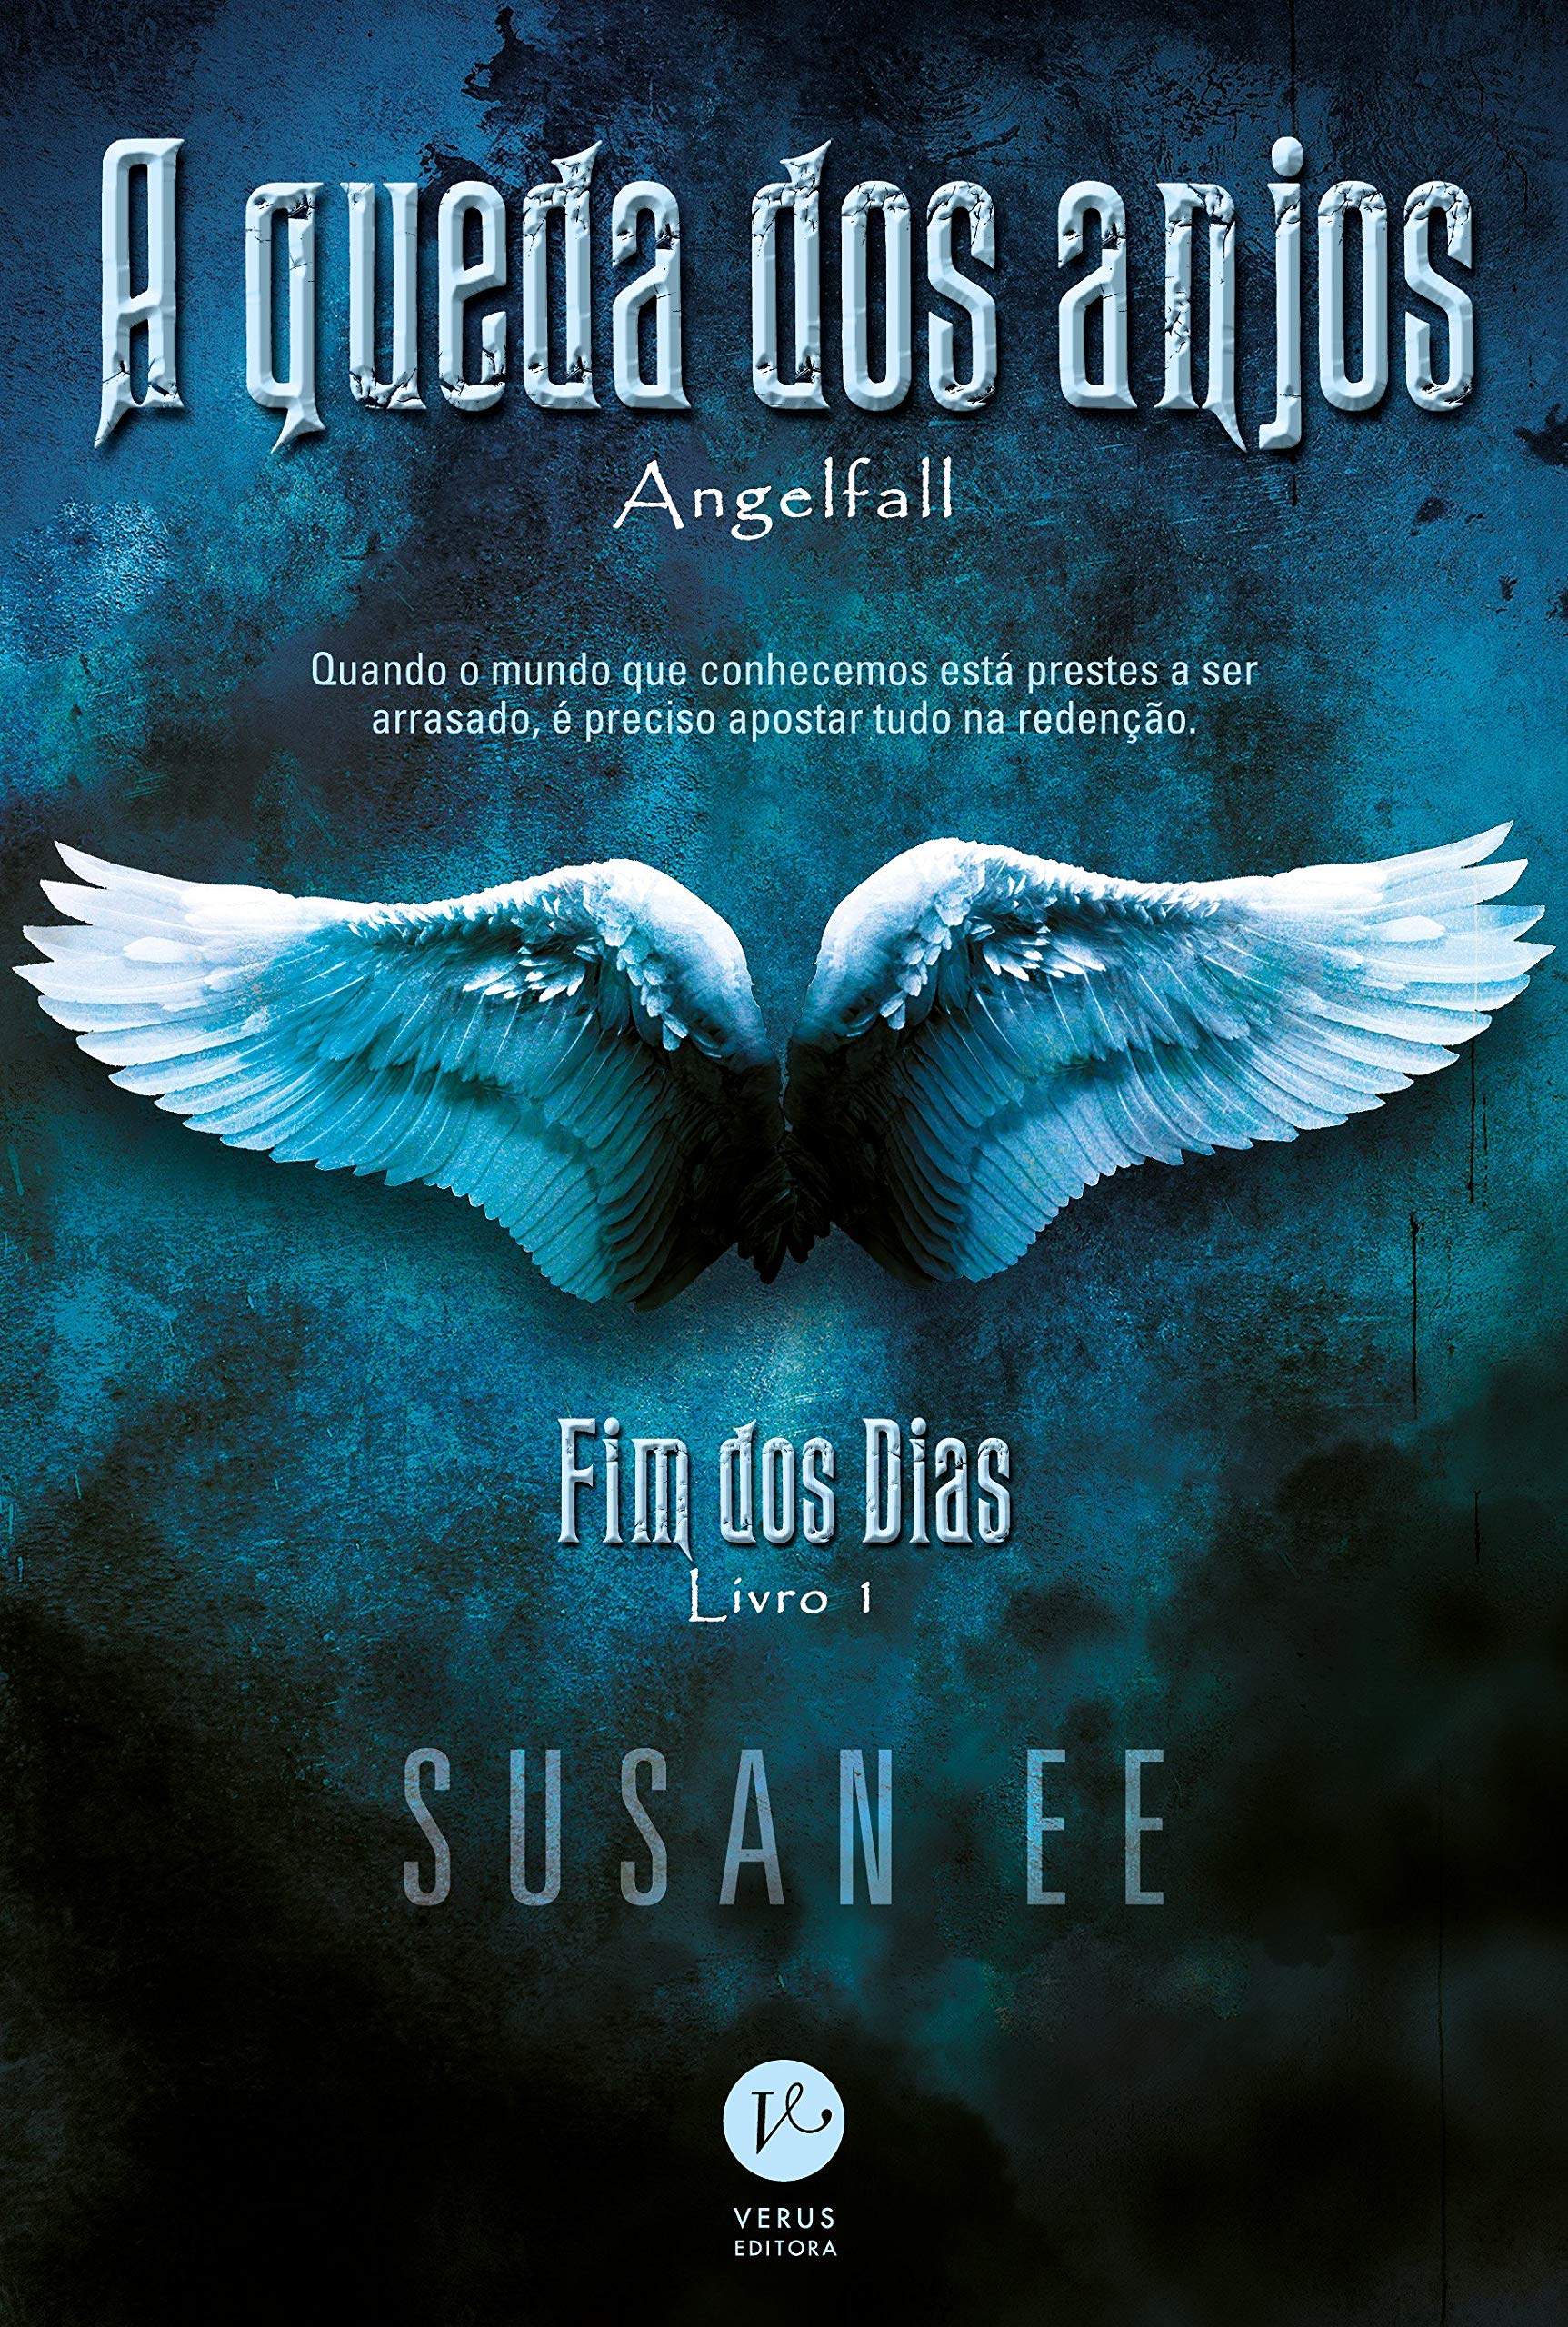 A queda dos anjos
Angelfall
Quando o mundo que conhecemos está prestes a ser
arrasado, é preciso apostar tudo na redenção.
Fim dos Dias
Livro 1
SUSAN EE
VERUS
EDITORA